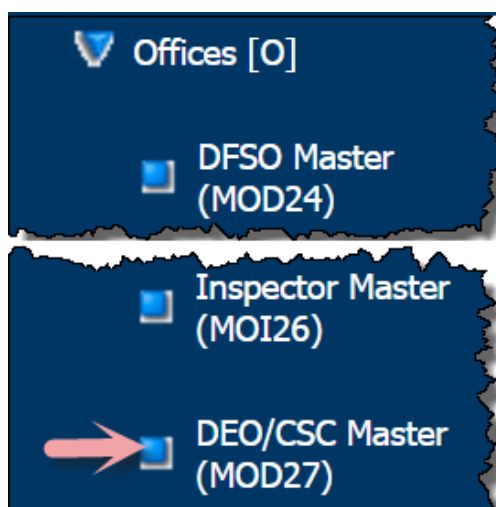 Offices [O]
DFSO Master
(MOD24)
Inspector Master
(MOI26)
DEO/CSC Master
(MOD27)